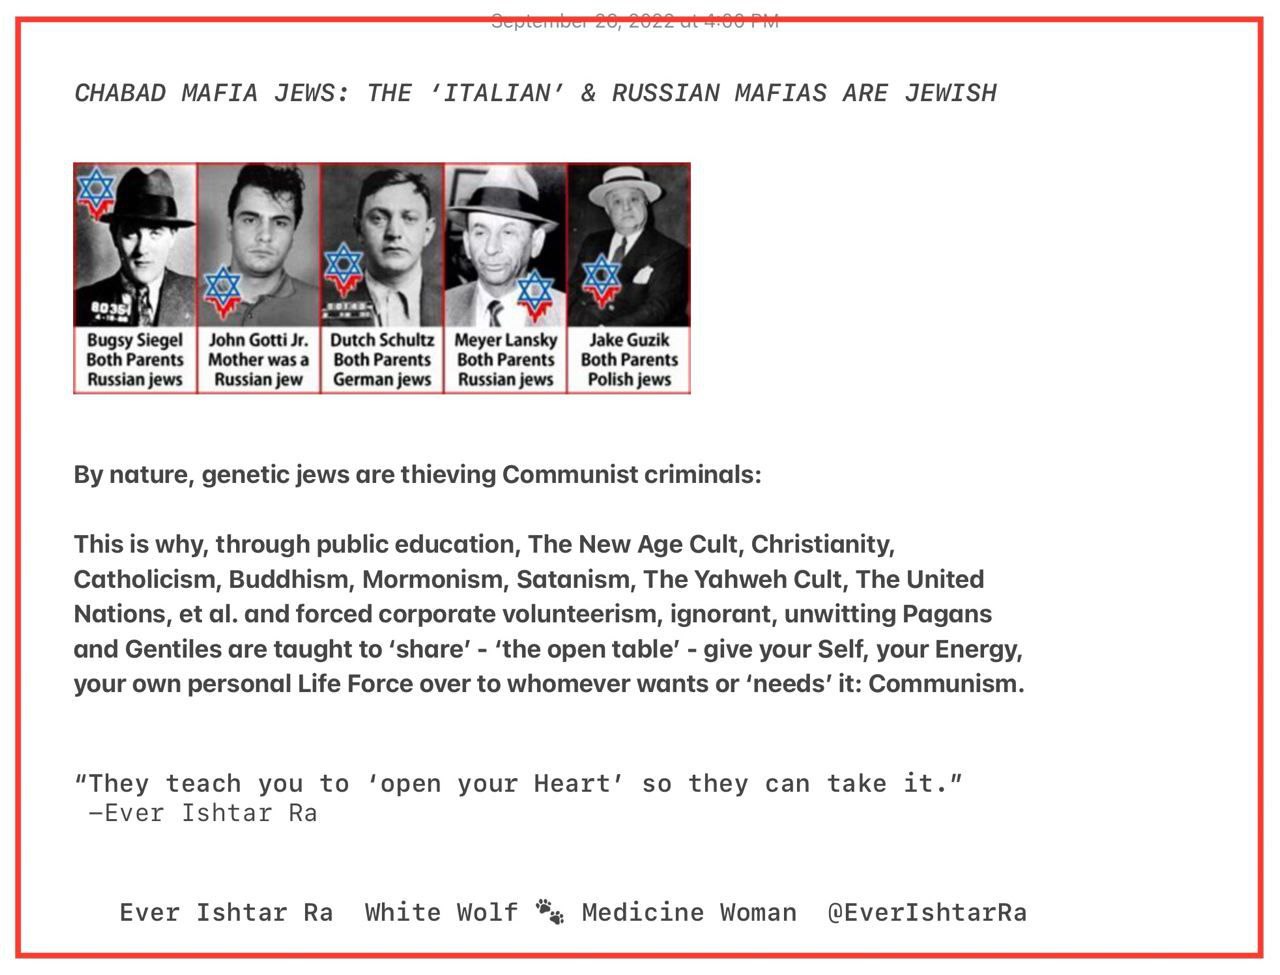 September 2022 at PM
CHABAD MAFIA JEWS: THE ‘ITALIAN’ & RUSSIAN MAFIAS ARE JEWISH
Bugsy Siegel
Both Parents
Russian jews
John Gotti Jr.
Mother was a
Russian jew
Dutch Schultz
Both Parents
German jews
Meyer Lansky
Both Parents
Russian jews
Jake Guzik
Both Parents
Polish jews
By nature, genetic jews are thieving Communist criminals:
This is why, through public education, The New Age Cult, Christianity,
Catholicism, Buddhism, Mormonism, Satanism, The Yahweh Cult, The United
Nations, et al. and forced corporate volunteerism, ignorant, unwitting Pagans
and Gentiles are taught to ‘share’ - ‘the open table’ - give your Self, your Energy,
your own personal Life Force over to whomever wants or ‘needs’ it: Communism.
“They teach you to ‘open your Heart’ so they can take it.”
—Ever Ishtar Ra
Ever Ishtar Ra White Wolf 🐾 Medicine Woman @EverIshtarRa